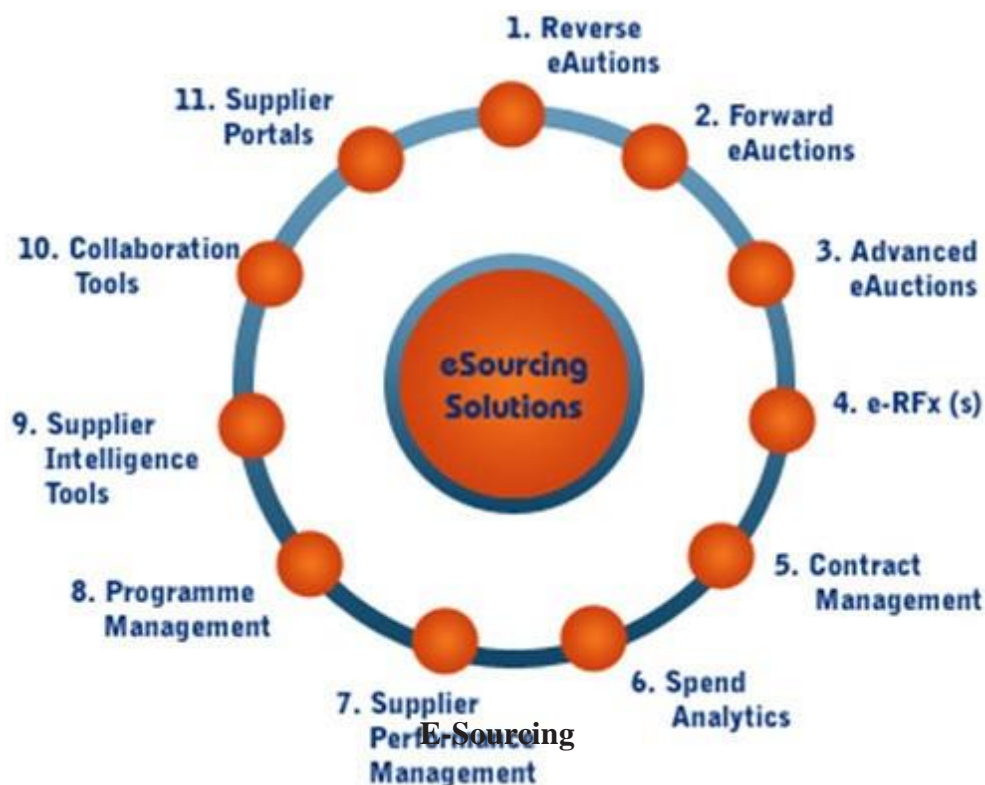 1. Reverse
eAutions
2. Forward
eAuctions
3. Advanced
eAuctions
4. e-RFx (s)
5. Contract
Management
6. Spend
Analytics
7. Supplier
Performance
Management
8. Programme
Management
9. Supplier
Intelligence
Tools
10. Collaboration
Tools
11. Supplier
Portals
eSourcing
Solutions
E-Sourcing